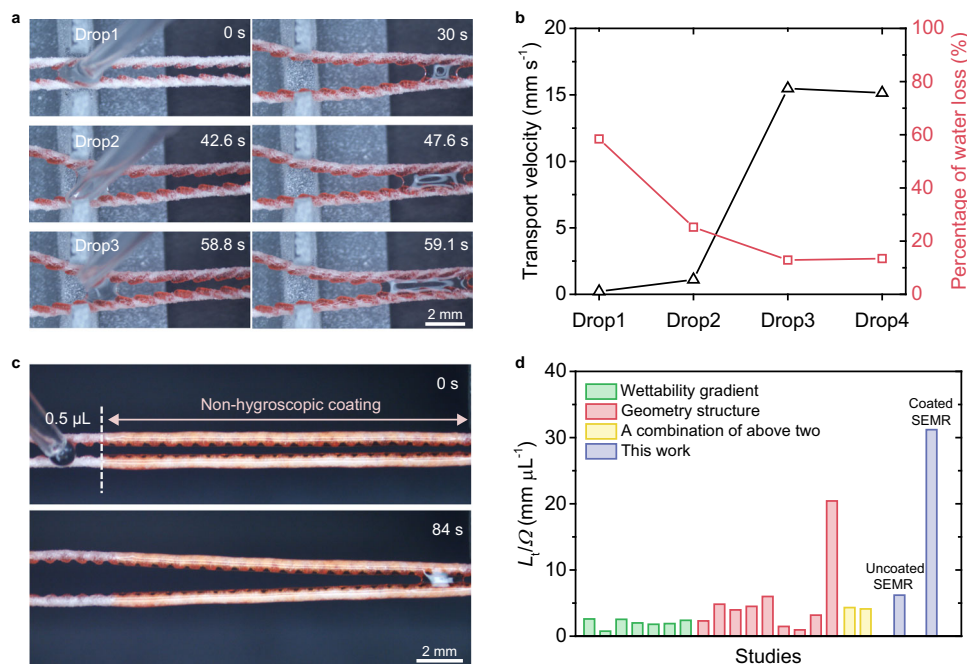 a
Drop1
0 s
30 s
Drop2
42.6 s
47.6 s
Drop3
58.8 s
59.1 s
2 mm
b
Transport velocity (mm s⁻¹)
20
15
10
5
0
Drop1
Drop2
Drop3
Drop4
100
80
60
40
20
0
Percentage of water loss (%)
c
0 s
0.5 µL
Non-hygroscopic coating
84 s
2 mm
d
Lₜ/Ω (mm µL⁻¹)
40
30
20
10
0
Wettability gradient
Geometry structure
A combination of above two
This work
Uncoated
SEMR
Coated
SEMR
Studies